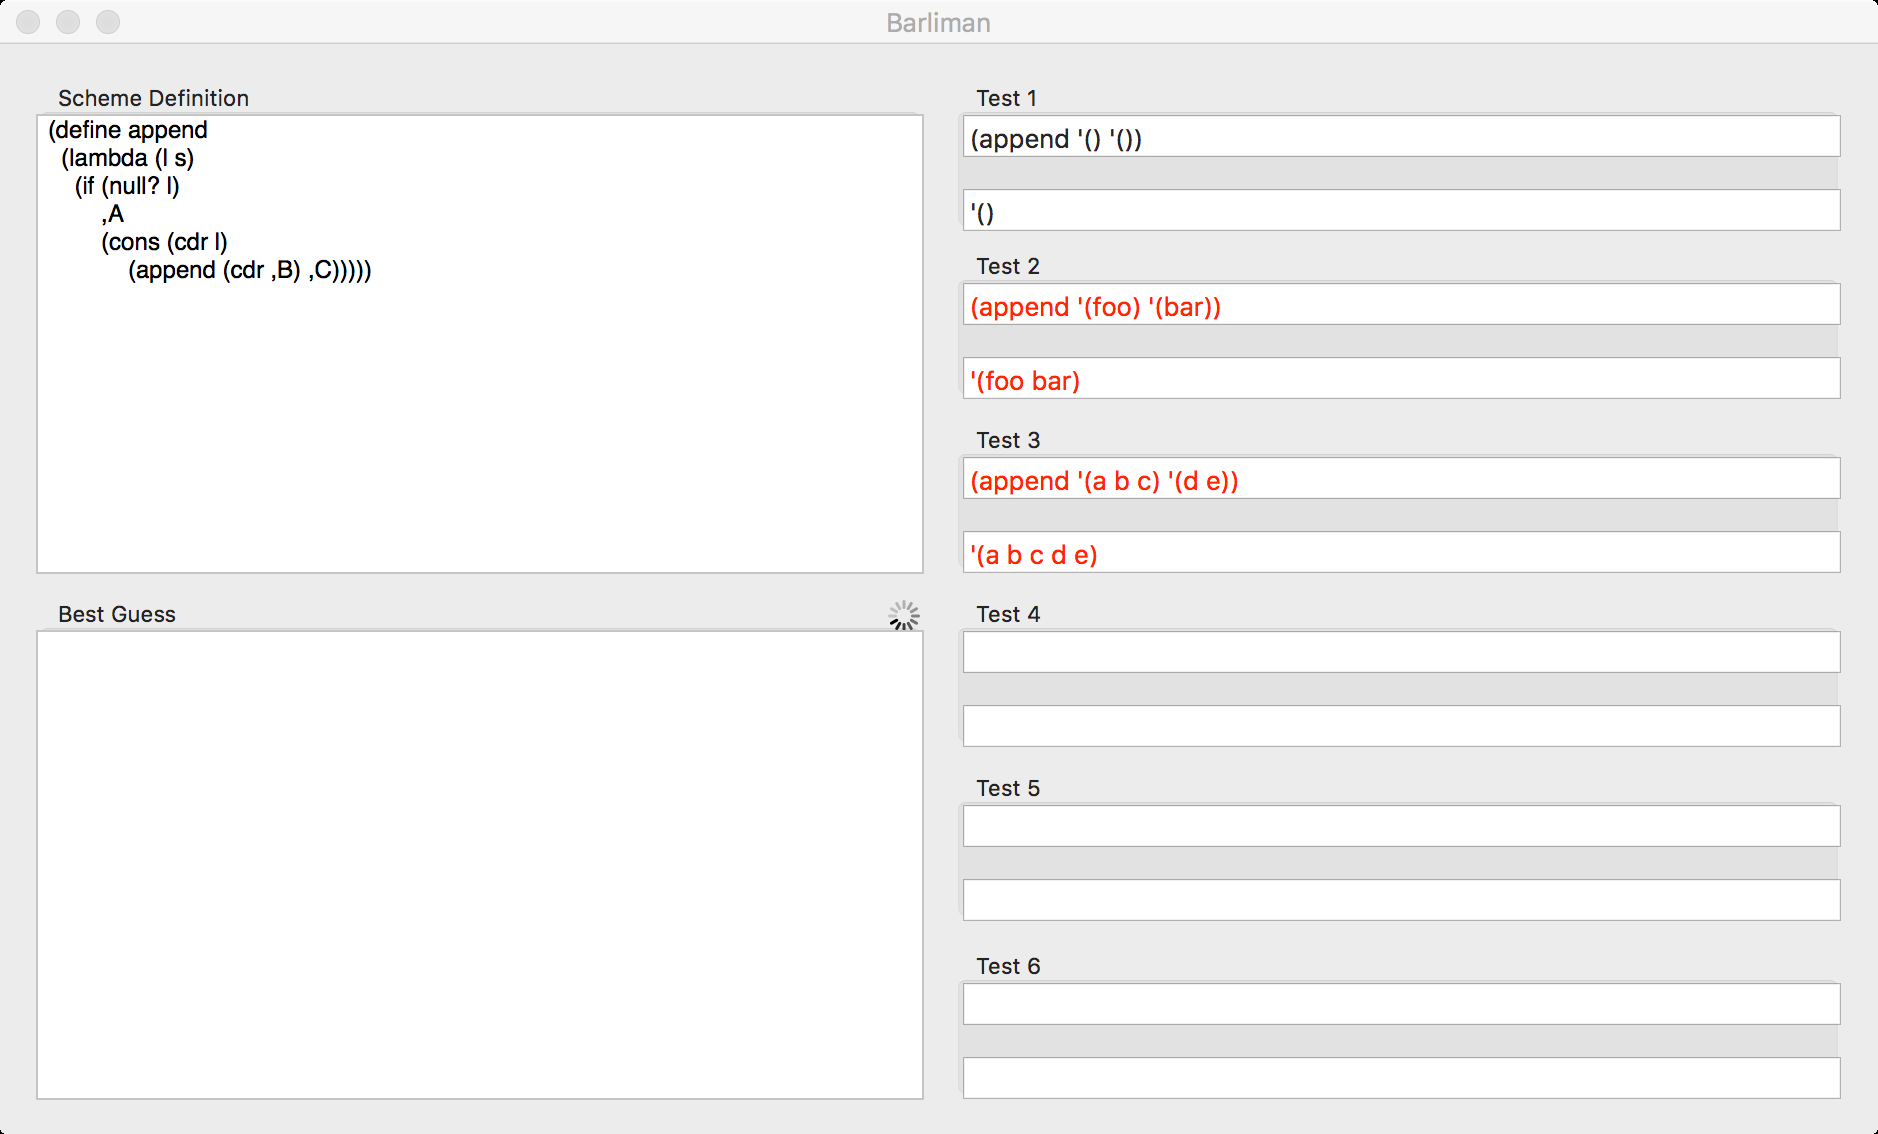 Barliman
Scheme Definition
(define append
(lambda (l s)
(if (null? l)
,A
(cons (cdr l)
(append (cdr ,B) ,C)))))
Best Guess
Test 1
(append '() '())
'()
Test 2
(append '(foo) '(bar))
'(foo bar)
Test 3
(append '(a b c) '(d e))
'(a b c d e)
Test 4
Test 5
Test 6